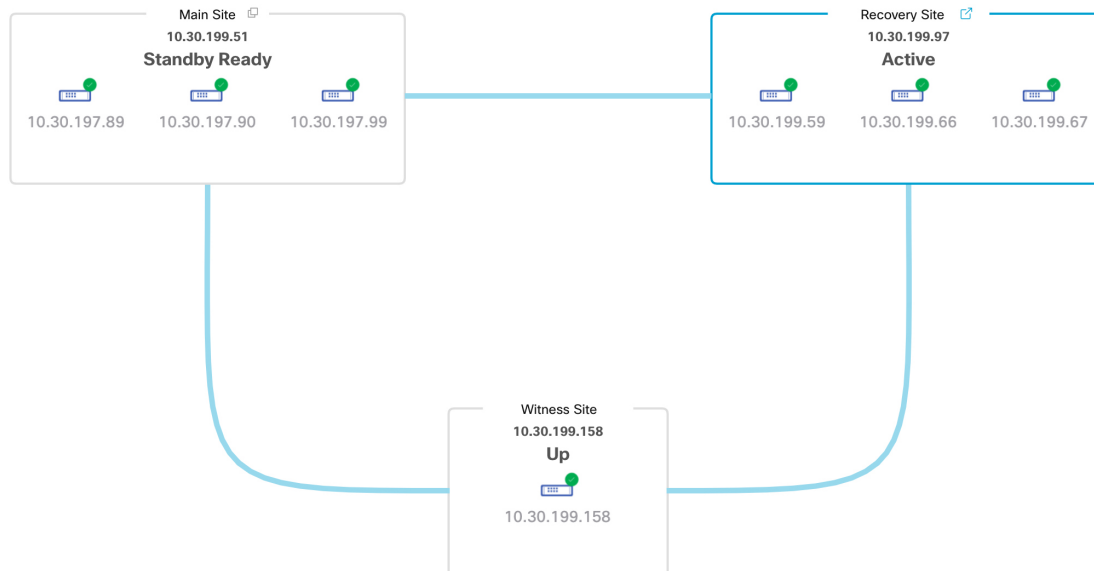 Main Site
10.30.199.51
Standby Ready
10.30.197.89 10.30.197.90 10.30.197.99
Recovery Site
10.30.199.97
Active
10.30.199.59 10.30.199.66 10.30.199.67
Witness Site
10.30.199.158
Up
10.30.199.158